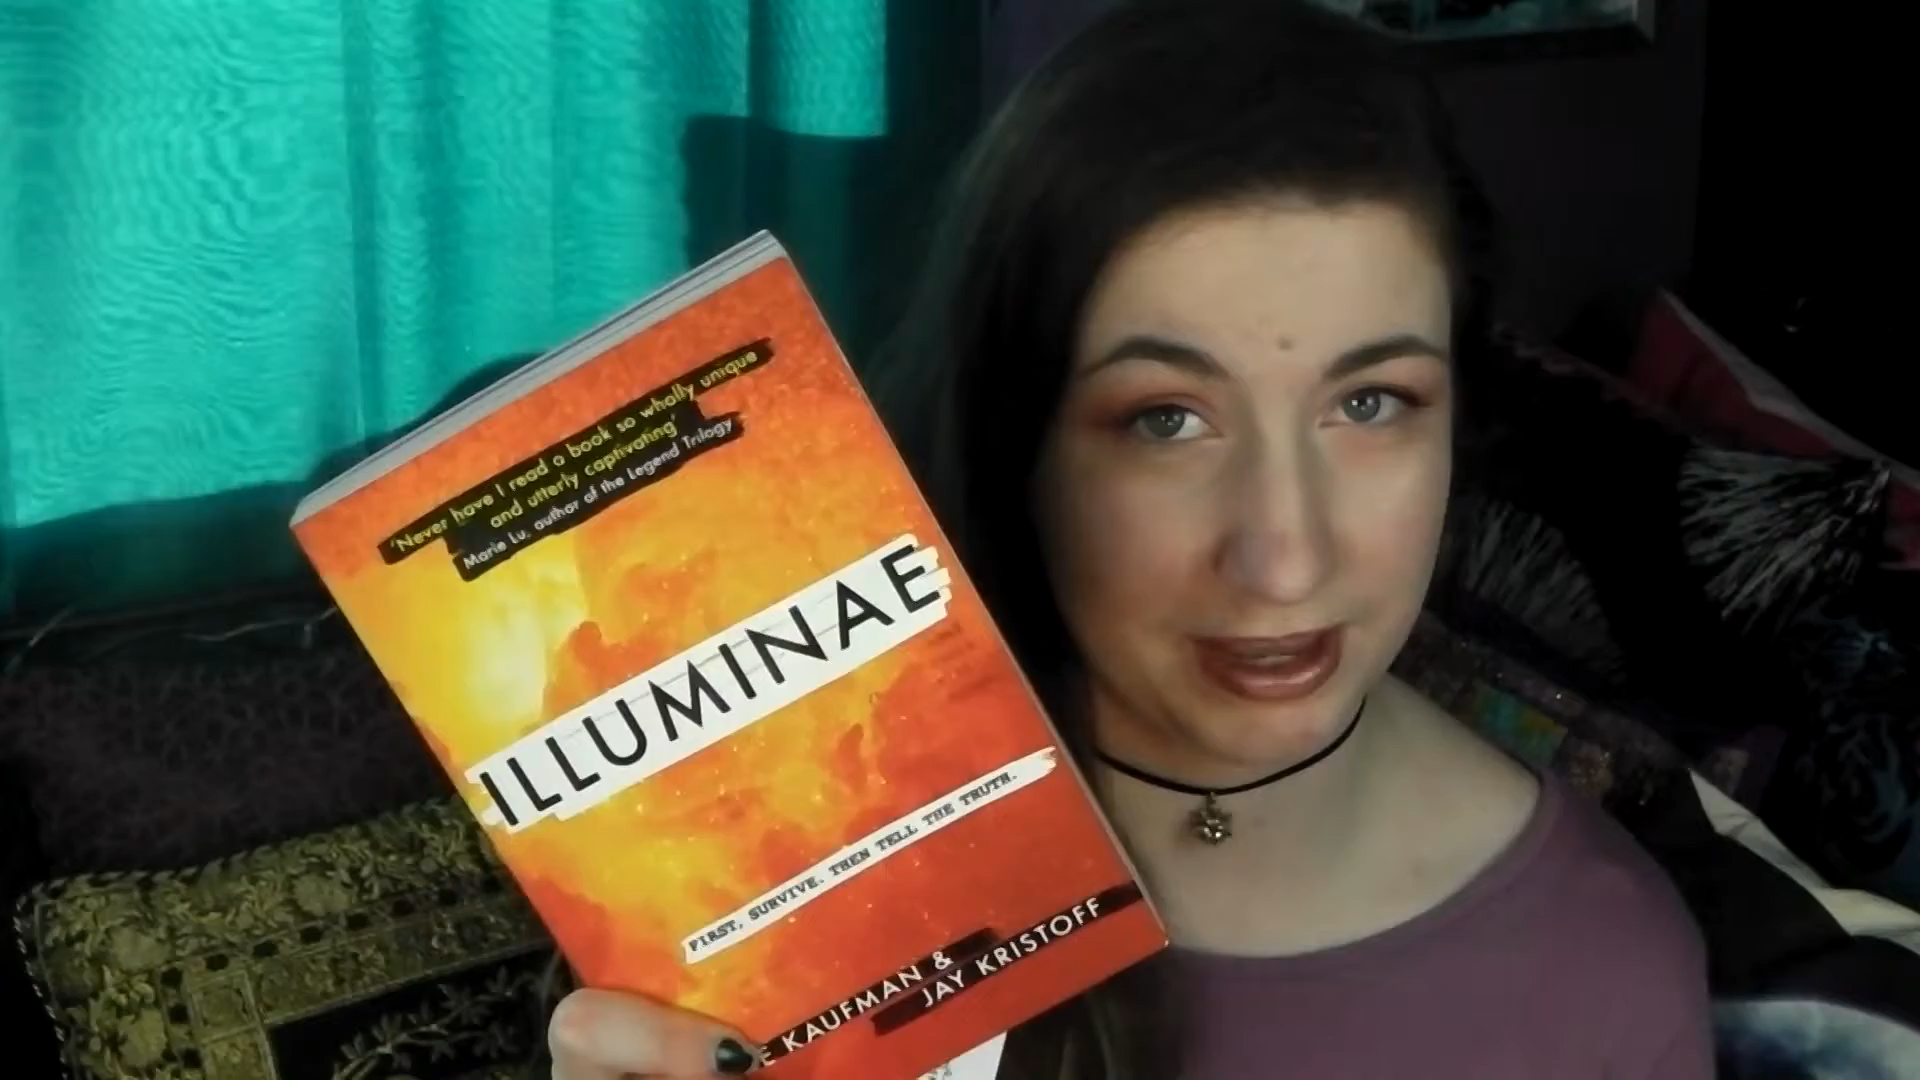 'Never have I read a book so wholly unique
and utterly captivating'
Marie Lu, author of the Legend Trilogy
ILLUMINAE
FIRST, SURVIVE. THEN TELL THE TRUTH.
E KAUFMAN &
JAY KRISTOFF